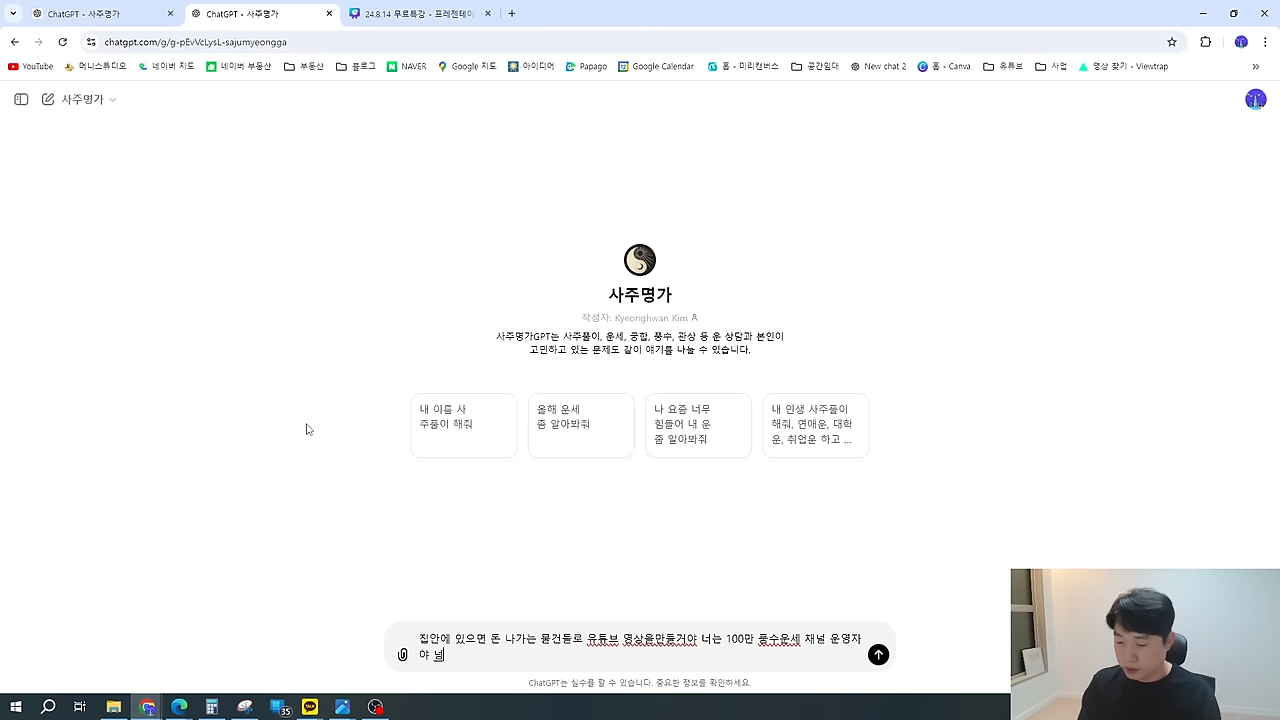 ChatGPT - 사주명가
ChatGPT - 사주명가
24.8.14 무료특강 - 프레젠테이
chatgpt.com/g/g-pEvVcLysL-sajumyeongga
YouTube 머니스튜디오 네이버 지도 네이버 부동산 부동산 블로그 NAVER Google 지도 아이디어 Papago Google Calendar 홈 - 미리캔버스 공간임대 New chat 2 홈 - Canva 유튜브 사업 영상 찾기 - Viewtrap
사주명가
사주명가
작성자: Kyeonghwan Kim
사주명가GPT는 사주풀이, 운세, 궁합, 풍수, 관상 등 운 상담과 본인이
고민하고 있는 문제도 같이 얘기를 나눌 수 있습니다.
내 이름 사
주풀이 해줘
올해 운세
좀 알아봐줘
나 요즘 너무
힘들어 내 운
좀 알아봐줘
내 인생 사주풀이
해줘, 연애운, 대학
운, 취업운 하고 ...
집안에 있으면 돈 나가는 물건들로 유튜브 영상을만들거야 너는 100만 풍수운세 채널 운영자
야 널
ChatGPT는 실수를 할 수 있습니다. 중요한 정보를 확인하세요.
35
TALK